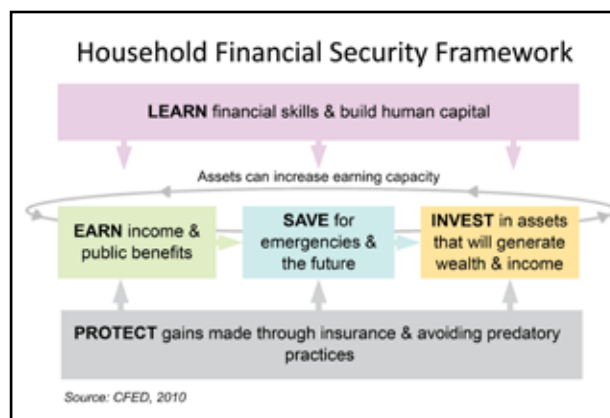 Household Financial Security Framework
LEARN financial skills & build human capital
Assets can increase earning capacity
EARN income &
public benefits
SAVE for
emergencies &
the future
INVEST in assets
that will generate
wealth & income
PROTECT gains made through insurance & avoiding predatory
practices
Source: CFED, 2010